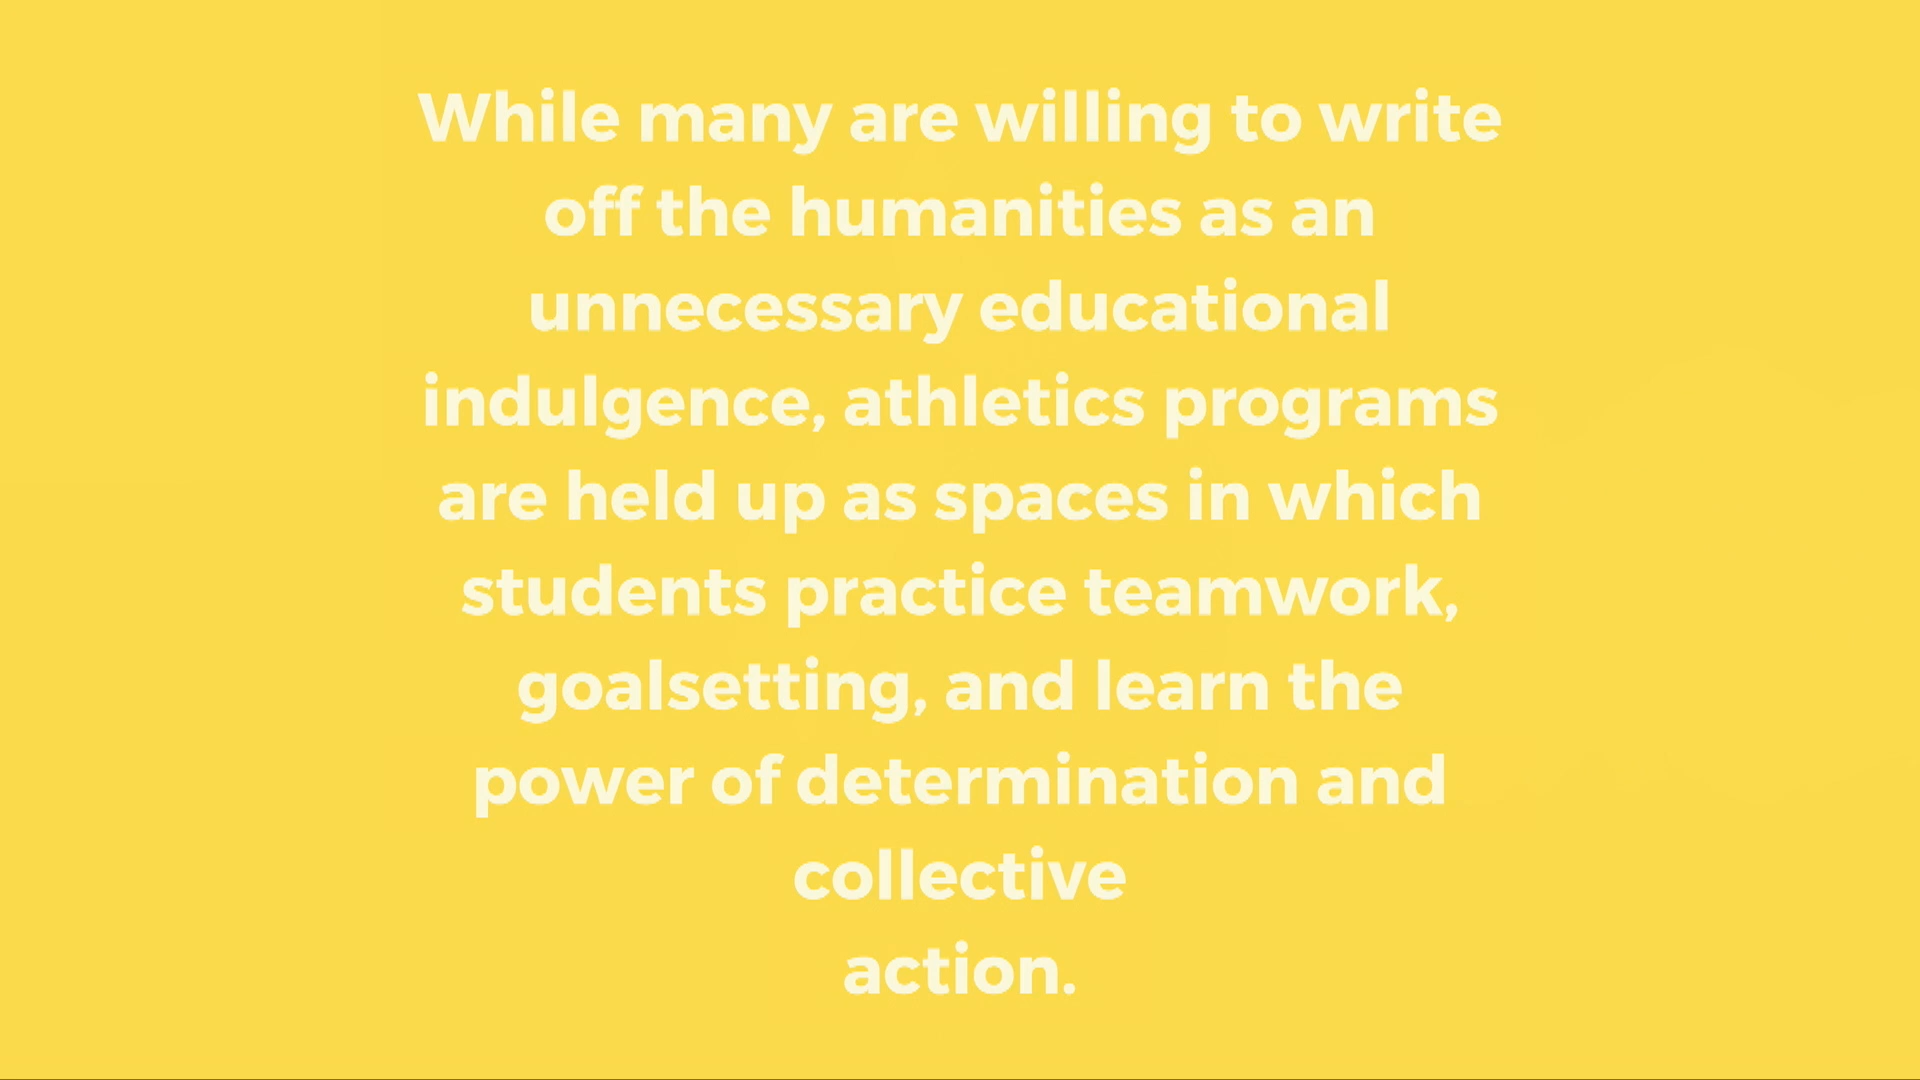 While many are willing to write
off the humanities as an
unnecessary educational
indulgence, athletics programs
are held up as spaces in which
students practice teamwork,
goalsetting, and learn the
power of determination and
collective
action.